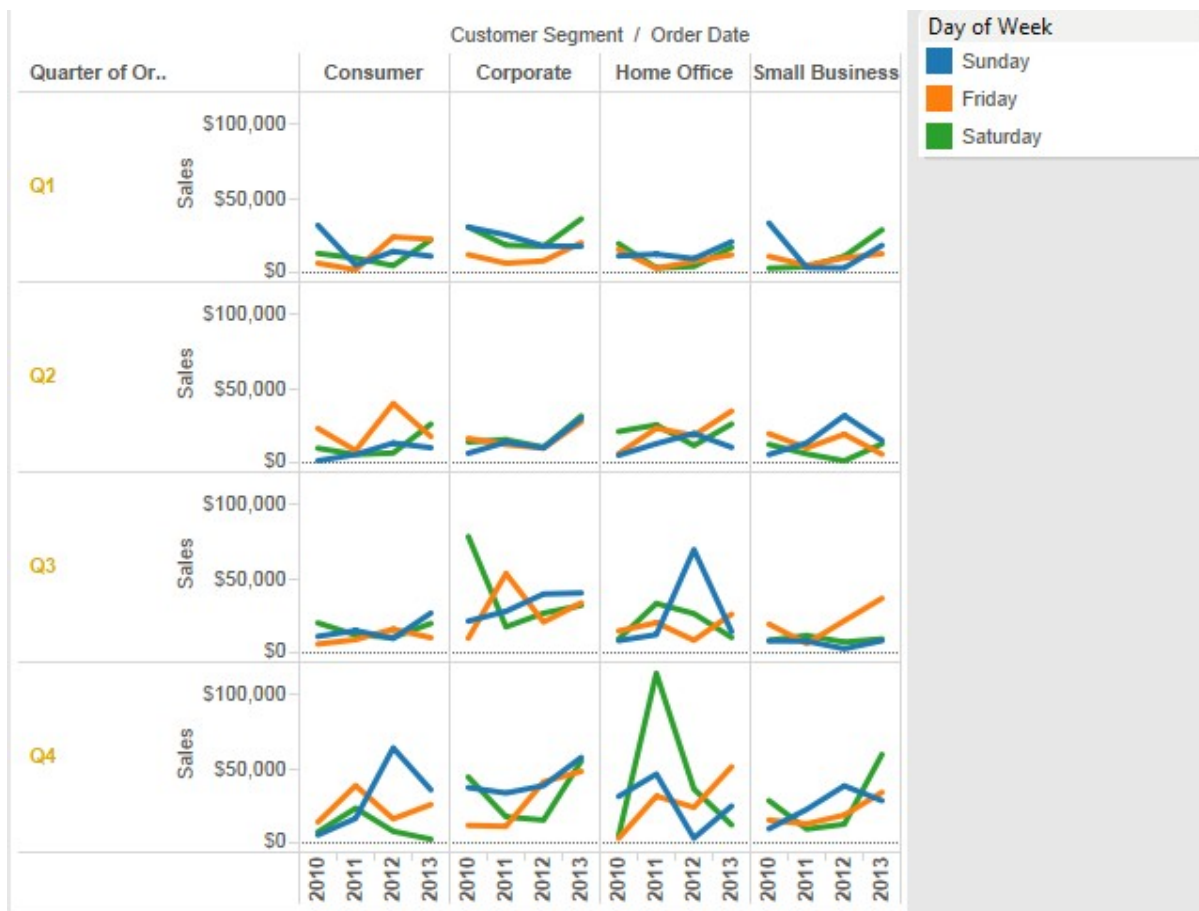 Customer Segment / Order Date
Quarter of Or.. Consumer Corporate Home Office Small Business
Q1
Sales
$100,000
$50,000
$0
Q2
Sales
$100,000
$50,000
$0
Q3
Sales
$100,000
$50,000
$0
Q4
Sales
$100,000
$50,000
$0
2010 2011 2012 2013 2010 2011 2012 2013 2010 2011 2012 2013 2010 2011 2012 2013
Day of Week
Sunday
Friday
Saturday